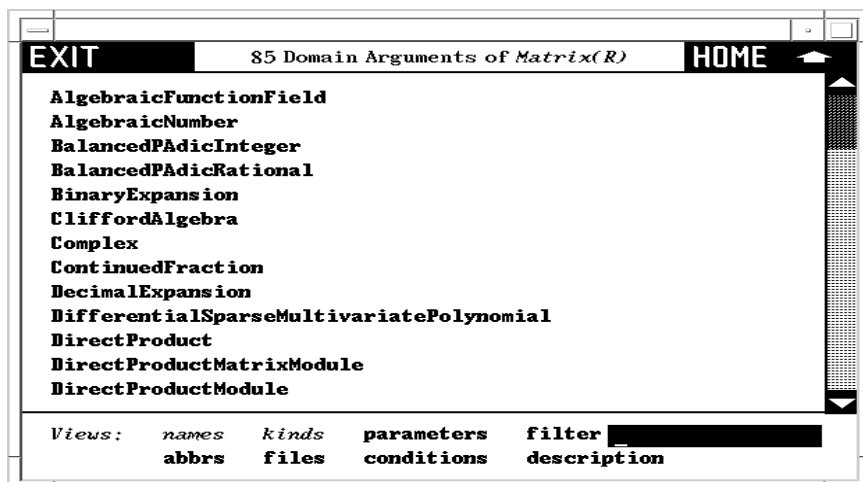 EXIT 85 Domain Arguments of Matrix(R) HOME
AlgebraicFunctionField
AlgebraicNumber
BalancedPAdicInteger
BalancedPAdicRational
BinaryExpansion
CliffordAlgebra
Complex
ContinuedFraction
DecimalExpansion
DifferentialSparseMultivariatePolynomial
DirectProduct
DirectProductMatrixModule
DirectProductModule
Views: names kinds parameters filter _
abbrs files conditions description